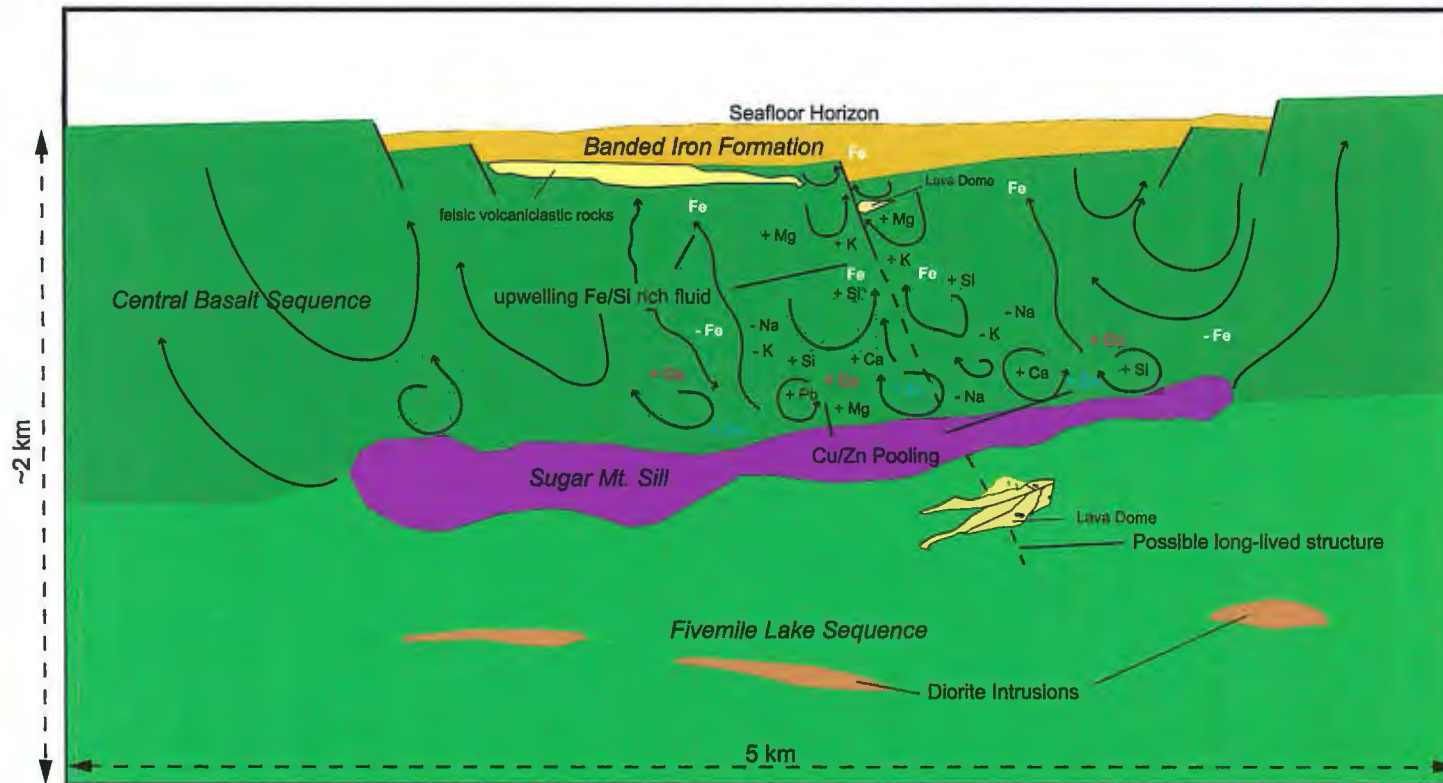 Seafloor Horizon
Banded Iron Formation
Fe
Lava Dome
Fe
felsic volcaniclastic rocks
Fe
+ Mg
+ Mg
+ K
+ K
Central Basalt Sequence
upwelling Fe/Si rich fluid
Fe
Fe
+ Si
+ Si
- Fe
- Na
- K
- Na
- K
- Fe
+ Cu
+ Si
+ Ca
+ Cu
+ Cu
+ Pb
+ Ca
+ Si
+ Mg
- Na
Cu/Zn Pooling
Sugar Mt. Sill
Lava Dome
Possible long-lived structure
Fivemile Lake Sequence
Diorite Intrusions
~2 km
5 km